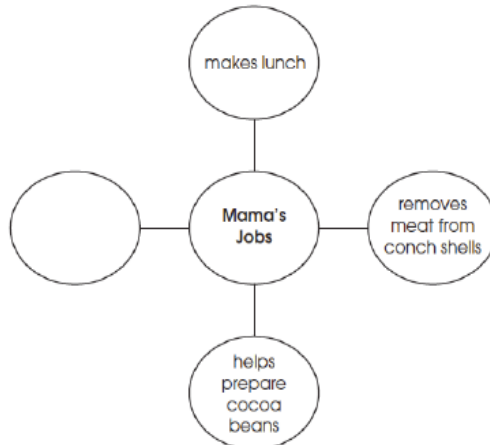 makes lunch
Mama's
Jobs
removes
meat from
conch shells
helps
prepare
cocoa
beans